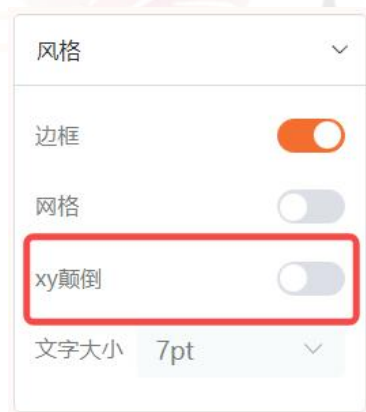 风格
边框
网格
xy颠倒
文字大小 7pt